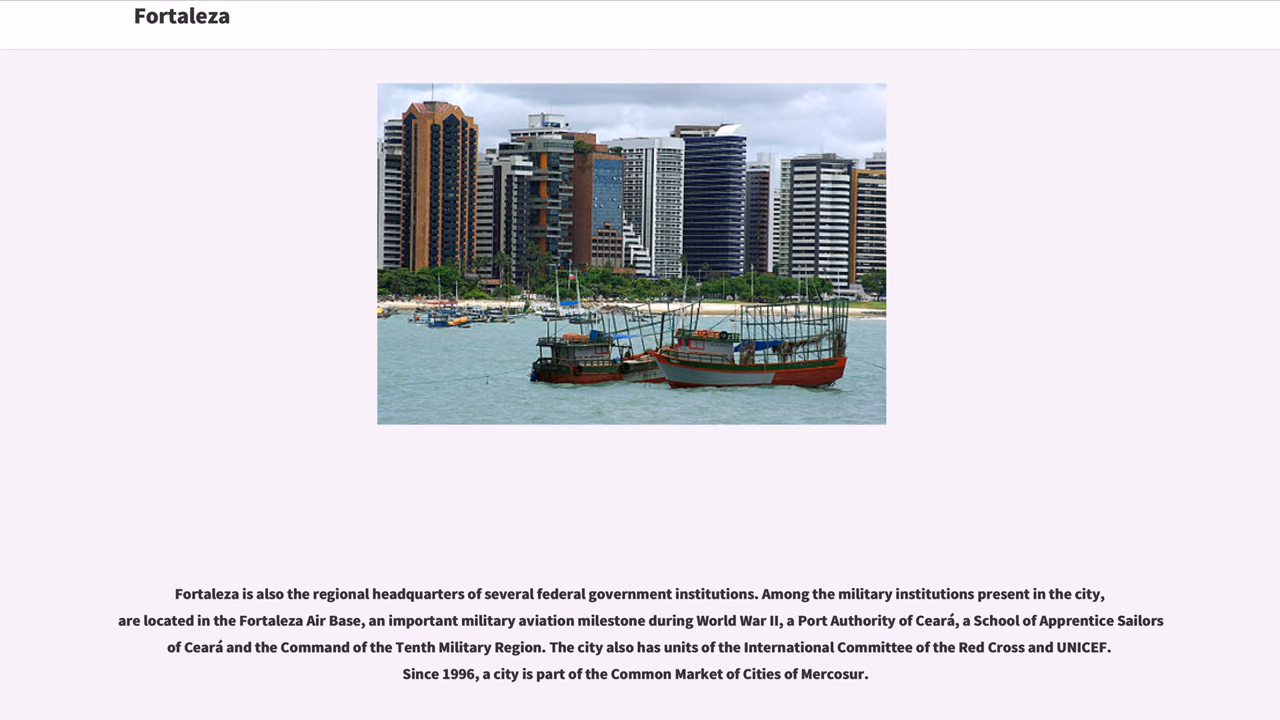 Fortaleza
Fortaleza is also the regional headquarters of several federal government institutions. Among the military institutions present in the city,
are located in the Fortaleza Air Base, an important military aviation milestone during World War II, a Port Authority of Ceará, a School of Apprentice Sailors
of Ceará and the Command of the Tenth Military Region. The city also has units of the International Committee of the Red Cross and UNICEF.
Since 1996, a city is part of the Common Market of Cities of Mercosur.